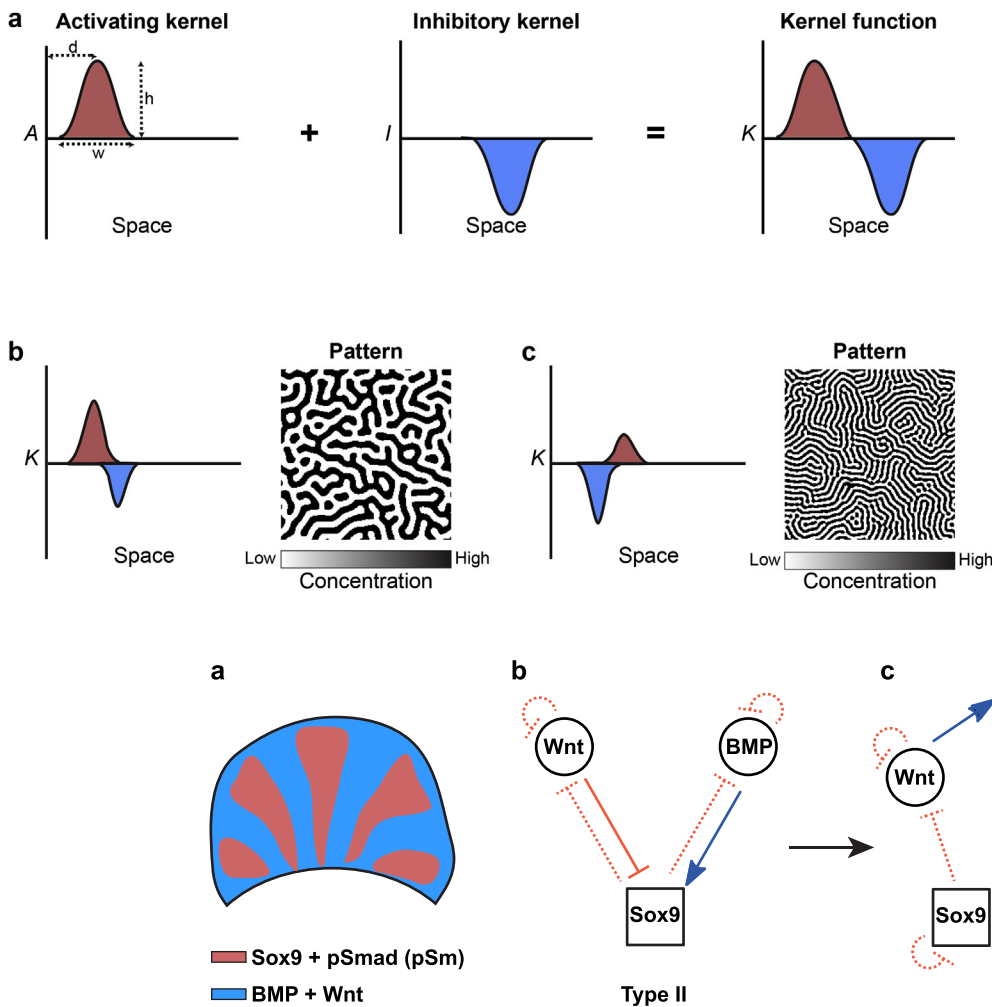 a
Activating kernel
Inhibitory kernel
Kernel function
d
h
w
A
Space
+
I
Space
=
K
Space
b
Pattern
K
Space
Low
High
Concentration
c
Pattern
K
Space
Low
High
Concentration
a
Sox9 + pSmad (pSm)
BMP + Wnt
b
Wnt
BMP
Sox9
Type II
c
Wnt
Sox9